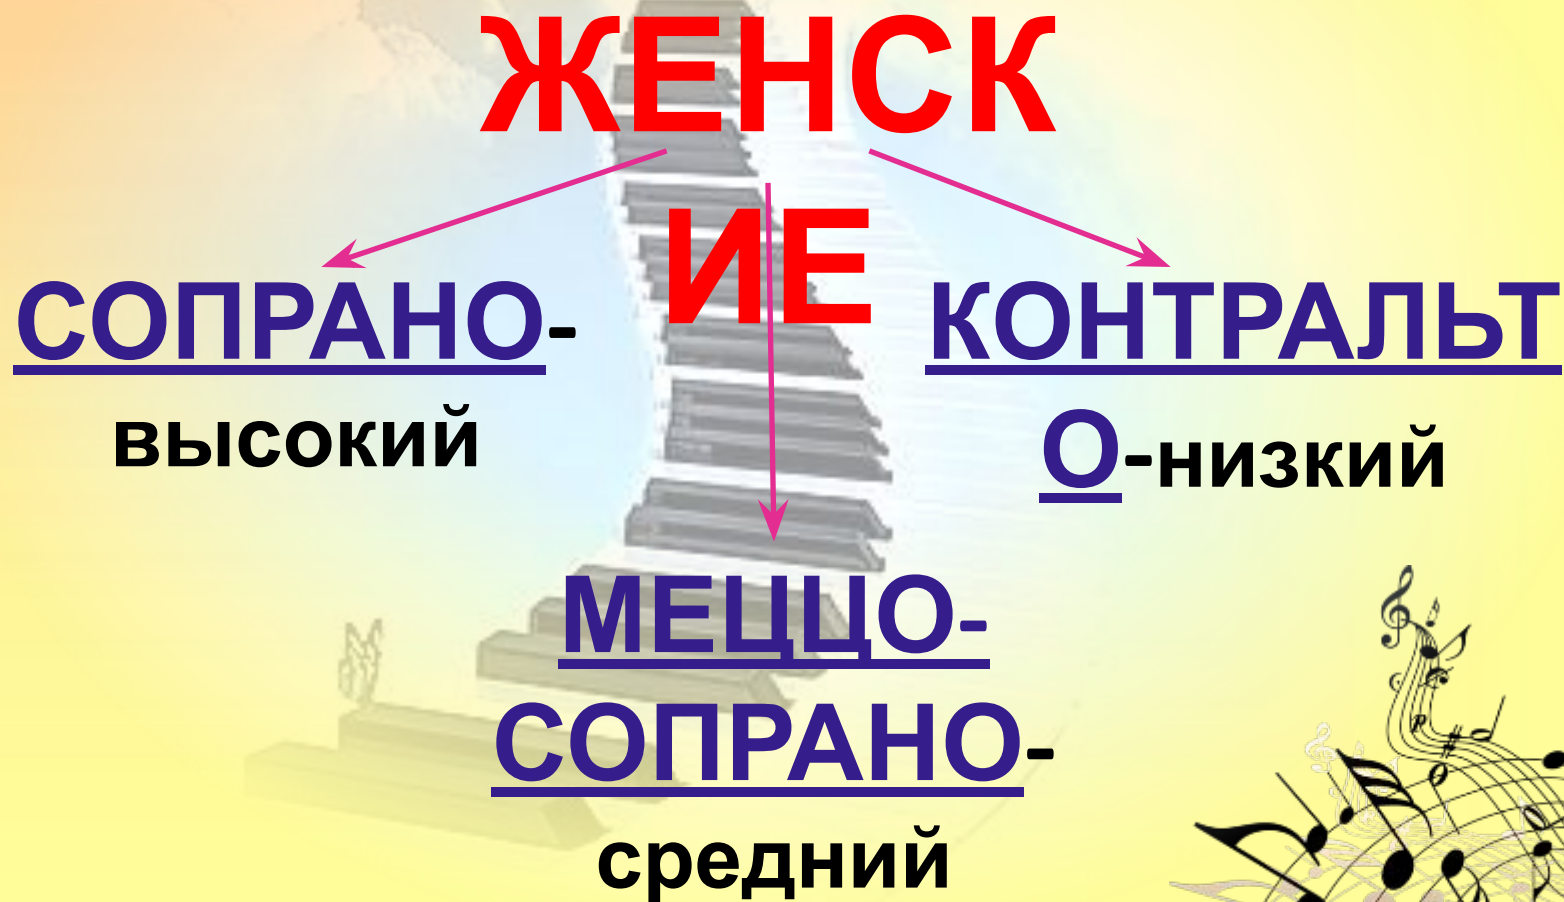 ЖЕНСК
ИЕ
СОПРАНО-
высокий
КОНТРАЛЬТ
О-низкий
МЕЦЦО-
СОПРАНО-
средний